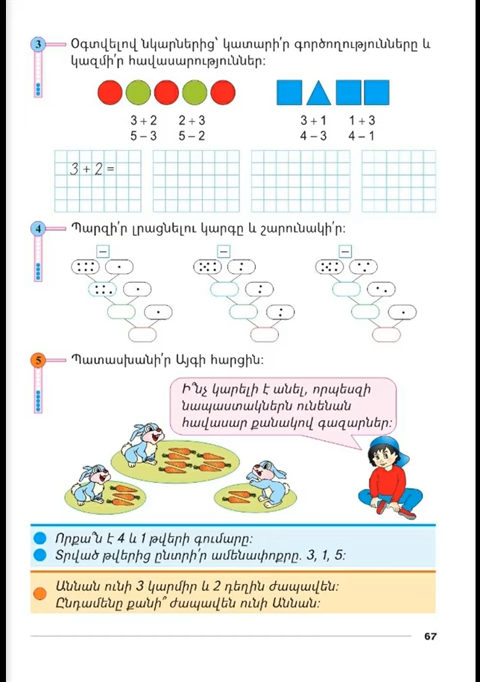 3 Օգտվելով նկարներից՝ կատարի՛ր գործողությունները և
կազմի՛ր հավասարություններ։
3 + 2 2 + 3 3 + 1 1 + 3
5 – 3 5 – 2 4 – 3 4 – 1
3 + 2 =
4 Պարզի՛ր լրացնելու կարգը և շարունակի՛ր։
– – –
5 Պատասխանի՛ր Այգի հարցին։
Ի՞նչ կարելի է անել, որպեսզի
նապաստակներն ունենան
հավասար քանակով գազարներ։
Որքա՞ն է 4 և 1 թվերի գումարը։
Տրված թվերից ընտրի՛ր ամենափոքրը. 3, 1, 5։
Աննան ունի 3 կարմիր և 2 դեղին ժապավեն։
Ընդամենը քանի՞ ժապավեն ունի Աննան։
67